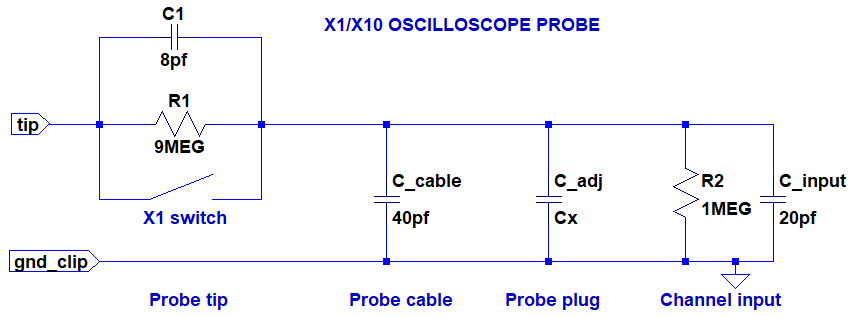 C1
X1/X10 OSCILLOSCOPE PROBE
8pf
R1
tip
9MEG
C_cable
C_adj
R2
C_input
X1 switch
40pf
Cx
1MEG
20pf
gnd_clip
Probe tip
Probe cable
Probe plug
Channel input